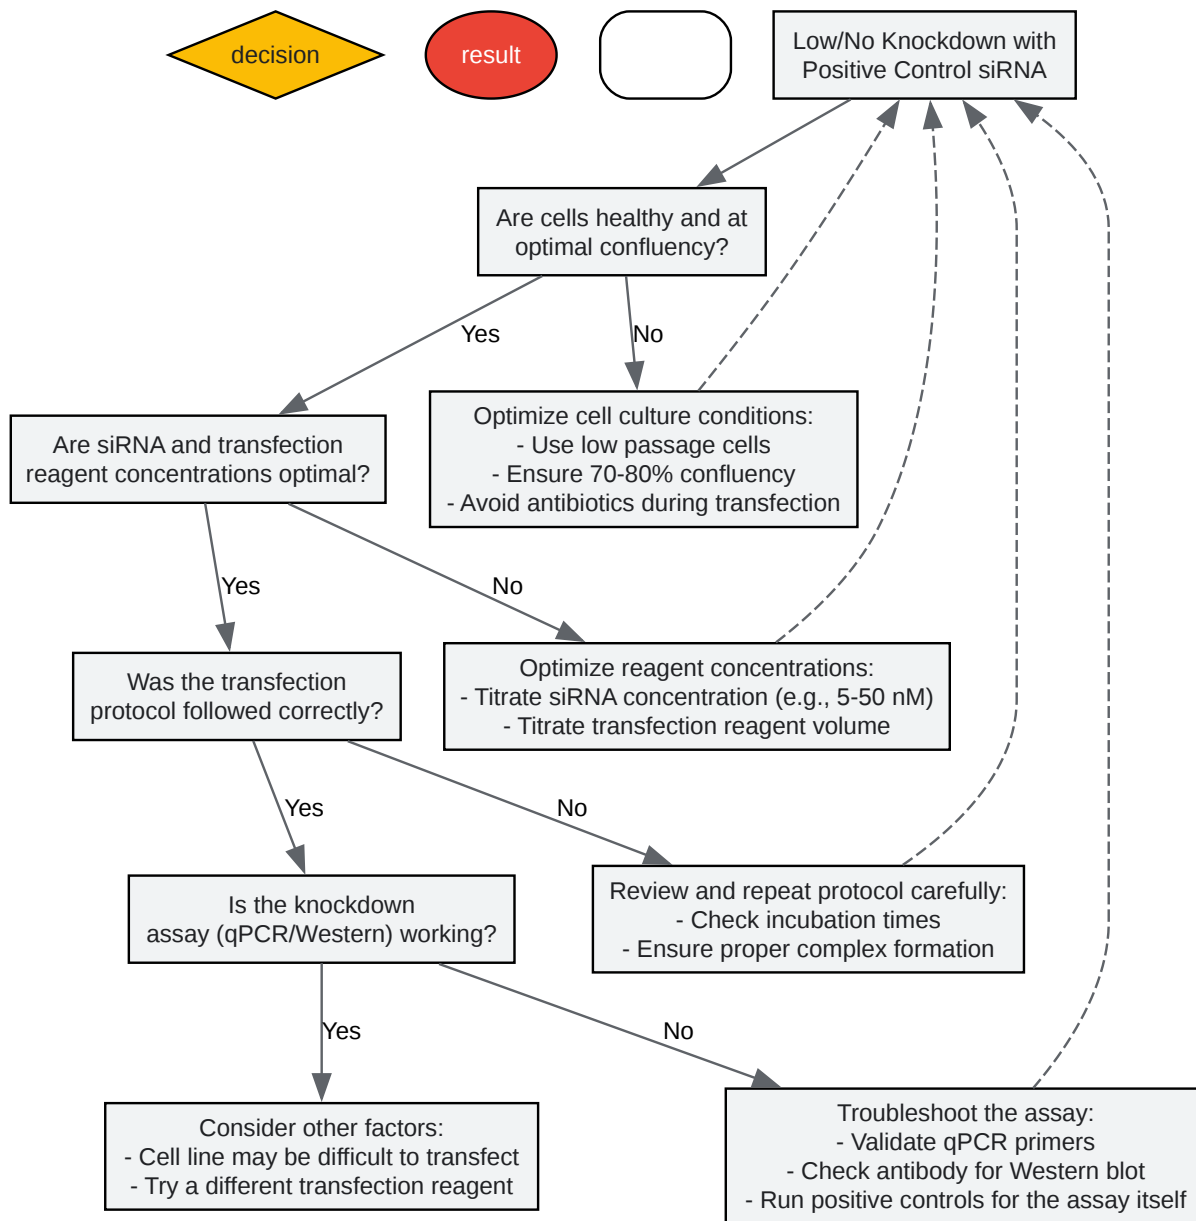 decision
result
Low/No Knockdown with
Positive Control siRNA
Are cells healthy and at
optimal confluency?
Yes
No
Optimize cell culture conditions:
- Use low passage cells
- Ensure 70-80% confluency
- Avoid antibiotics during transfection
Are siRNA and transfection
reagent concentrations optimal?
Yes
No
Optimize reagent concentrations:
- Titrate siRNA concentration (e.g., 5-50 nM)
- Titrate transfection reagent volume
Was the transfection
protocol followed correctly?
Yes
No
Review and repeat protocol carefully:
- Check incubation times
- Ensure proper complex formation
Is the knockdown
assay (qPCR/Western) working?
Yes
No
Consider other factors:
- Cell line may be difficult to transfect
- Try a different transfection reagent
Troubleshoot the assay:
- Validate qPCR primers
- Check antibody for Western blot
- Run positive controls for the assay itself